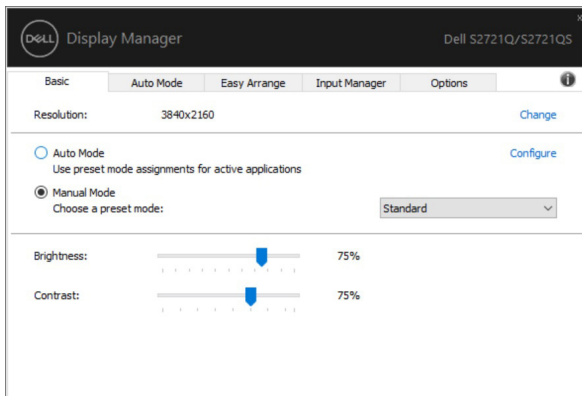 DELL Display Manager Dell S2721Q/S2721QS
Basic Auto Mode Easy Arrange Input Manager Options
Resolution: 3840x2160 Change
Auto Mode Configure
Use preset mode assignments for active applications
Manual Mode
Choose a preset mode: Standard
Brightness: 75%
Contrast: 75%